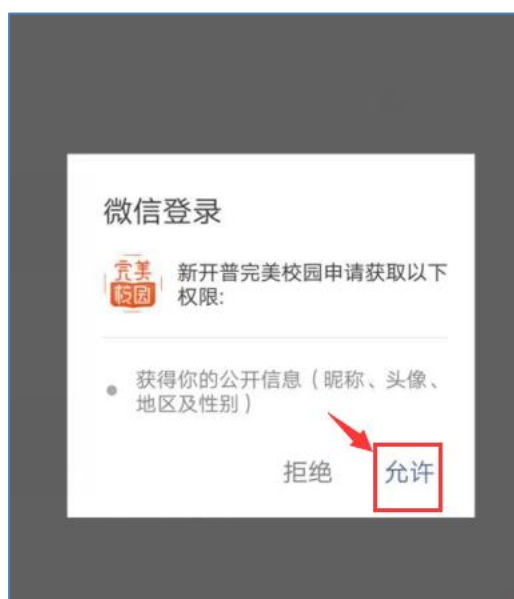 微信登录
完美
校园
新开普完美校园申请获取以下
权限:
获得你的公开信息（昵称、头像、
地区及性别）
拒绝 允许